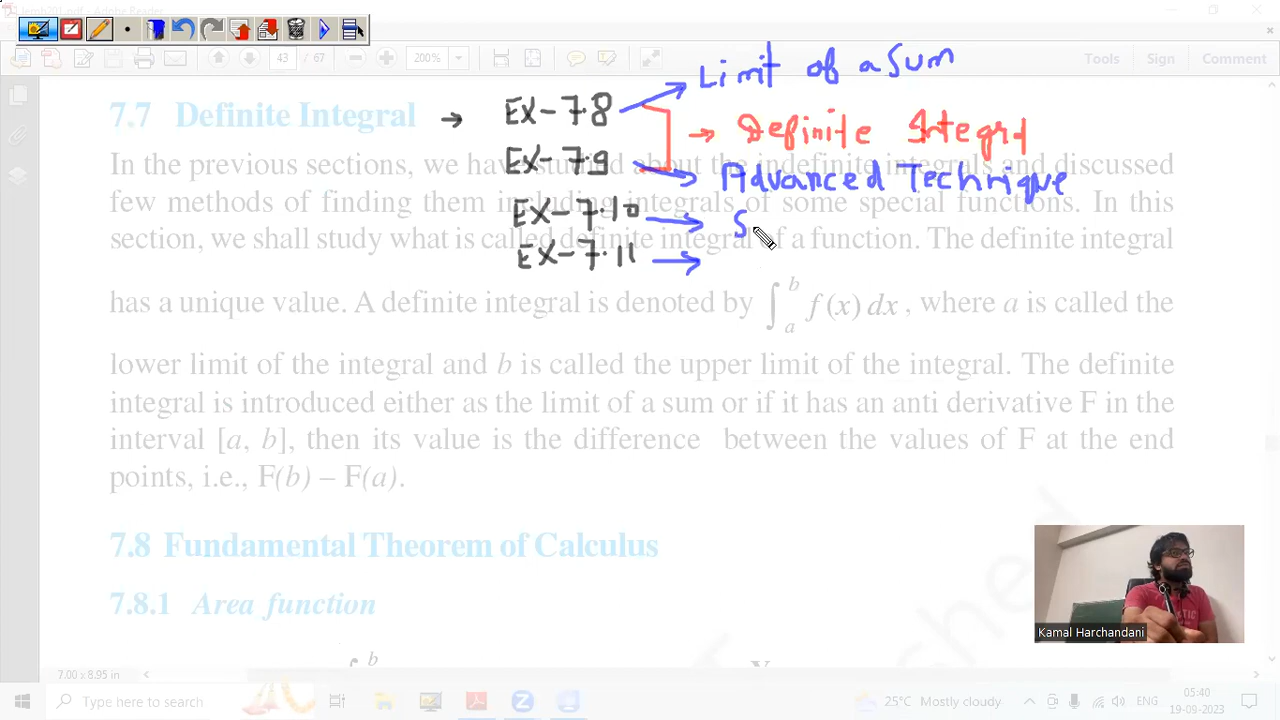 43 / 67
200%
Tools Sign Comment
Limit of a Sum
7.7 Definite Integral → EX-7.8
→ Definite Integrl
EX-7.9 → Advanced Technique
EX-7.10 → S
EX-7.11 →
In the previous sections, we have studied about the indefinite integrals and discussed
few methods of finding them including integrals of some special functions. In this
section, we shall study what is called definite integral of a function. The definite integral
has a unique value. A definite integral is denoted by ∫_a^b f (x) dx, where a is called the
lower limit of the integral and b is called the upper limit of the integral. The definite
integral is introduced either as the limit of a sum or if it has an anti derivative F in the
interval [a, b], then its value is the difference between the values of F at the end
points, i.e., F(b) – F(a).
7.8 Fundamental Theorem of Calculus
7.8.1 Area function
Kamal Harchandani
7.00 x 8.95 in
Type here to search
25°C Mostly cloudy
ENG
05:40
19-09-2023